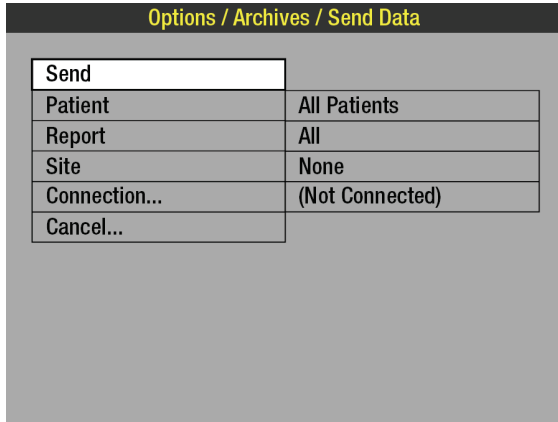 Options / Archives / Send Data
Send
Patient All Patients
Report All
Site None
Connection... (Not Connected)
Cancel...